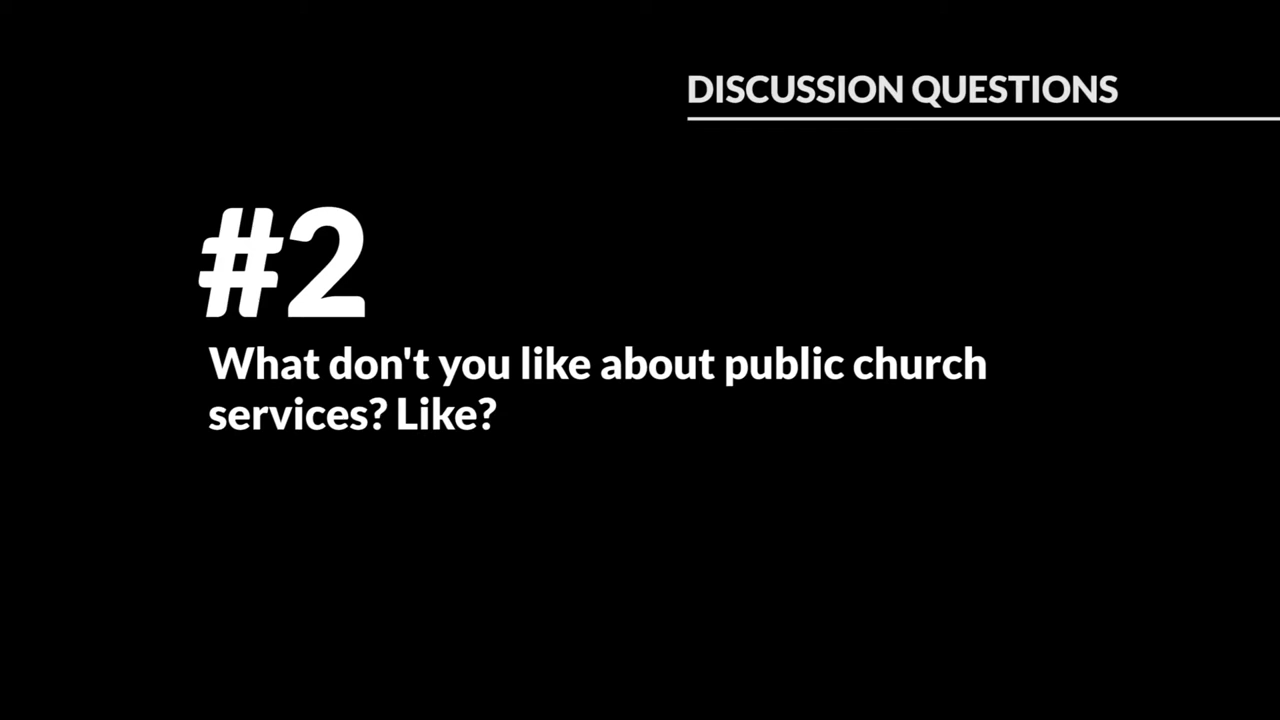 DISCUSSION QUESTIONS
#2
What don't you like about public church
services? Like?